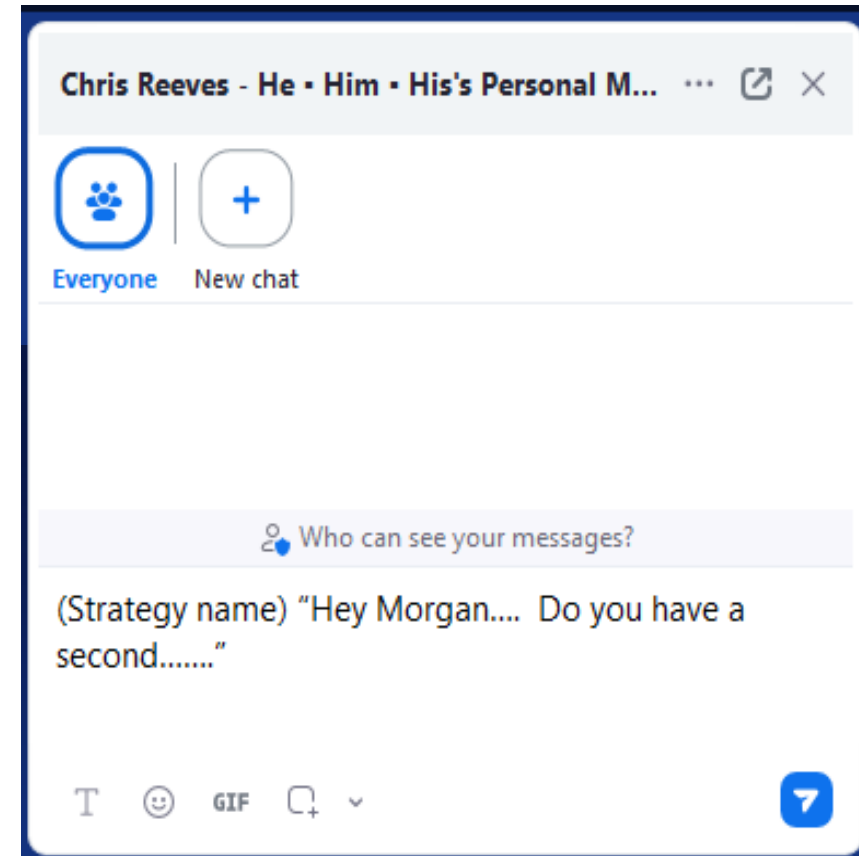 Chris Reeves - He • Him • His's Personal M...
Everyone
New chat
Who can see your messages?
(Strategy name) “Hey Morgan.... Do you have a
second.......”
T
GIF